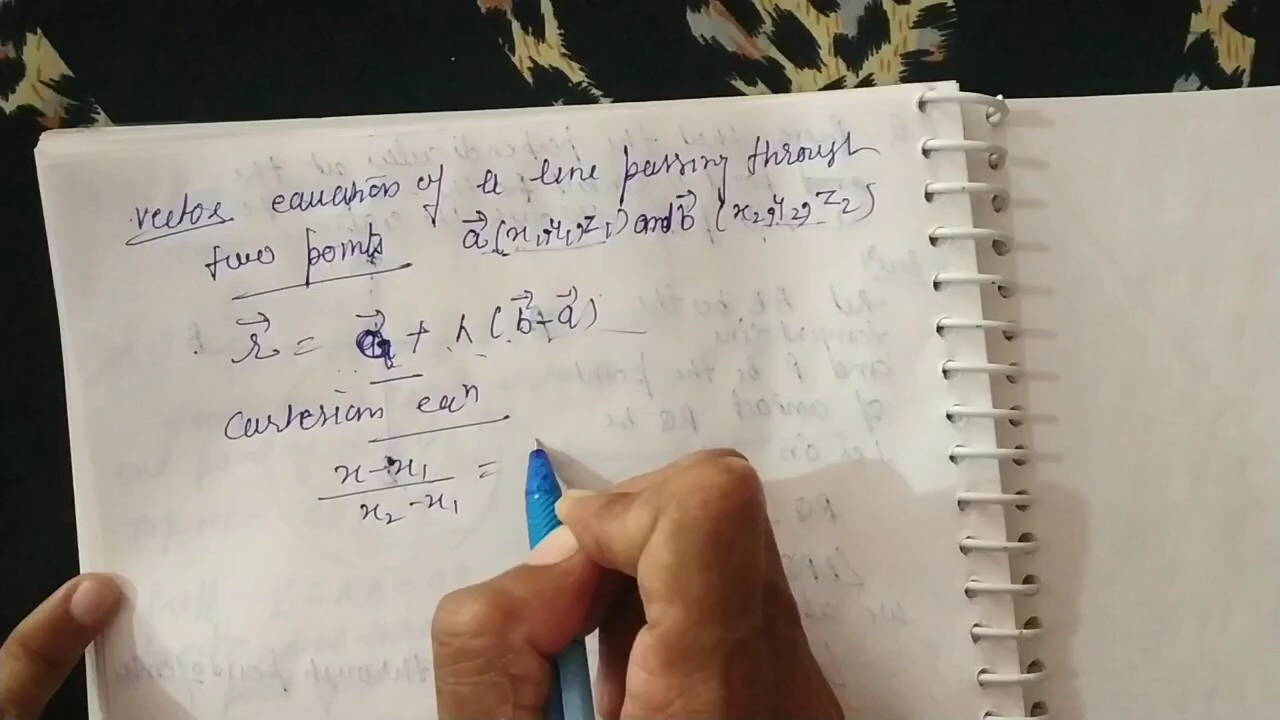 vector equation of a line passing through
two points a⃗ (x₁, y₁, z₁) and b⃗ (x₂, y₂, z₂)
r⃗ = a⃗ + λ (b⃗ - a⃗)
Cartesian eqⁿ
(x - x₁)/(x₂ - x₁) =